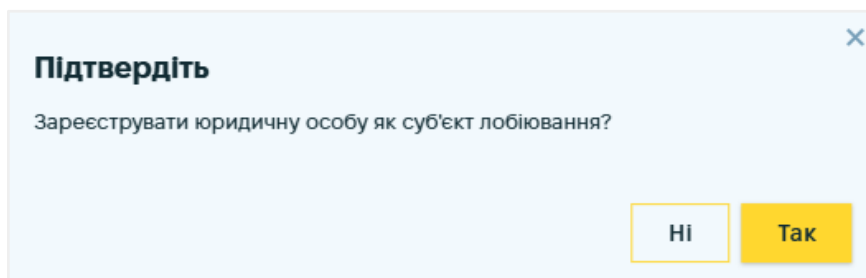 Підтвердіть
Зареєструвати юридичну особу як суб'єкт лобіювання?
Ні
Так